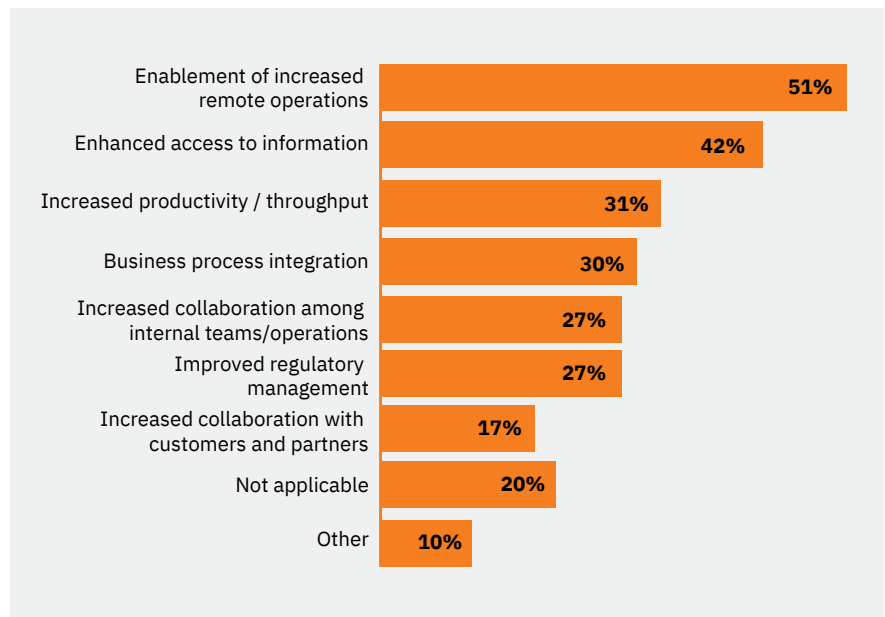 Enablement of increased
remote operations
51%
Enhanced access to information
42%
Increased productivity / throughput
31%
Business process integration
30%
Increased collaboration among
internal teams/operations
27%
Improved regulatory
management
27%
Increased collaboration with
customers and partners
17%
Not applicable
20%
Other
10%